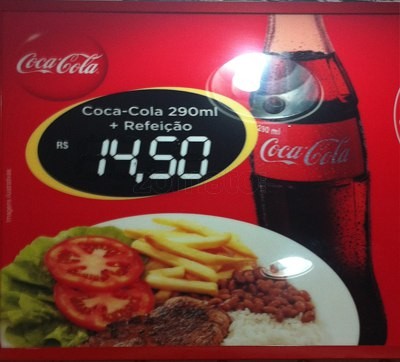 Coca-Cola
Coca-Cola 290ml
+ Refeição
R$ 14,50
290 ml
Coca-Cola